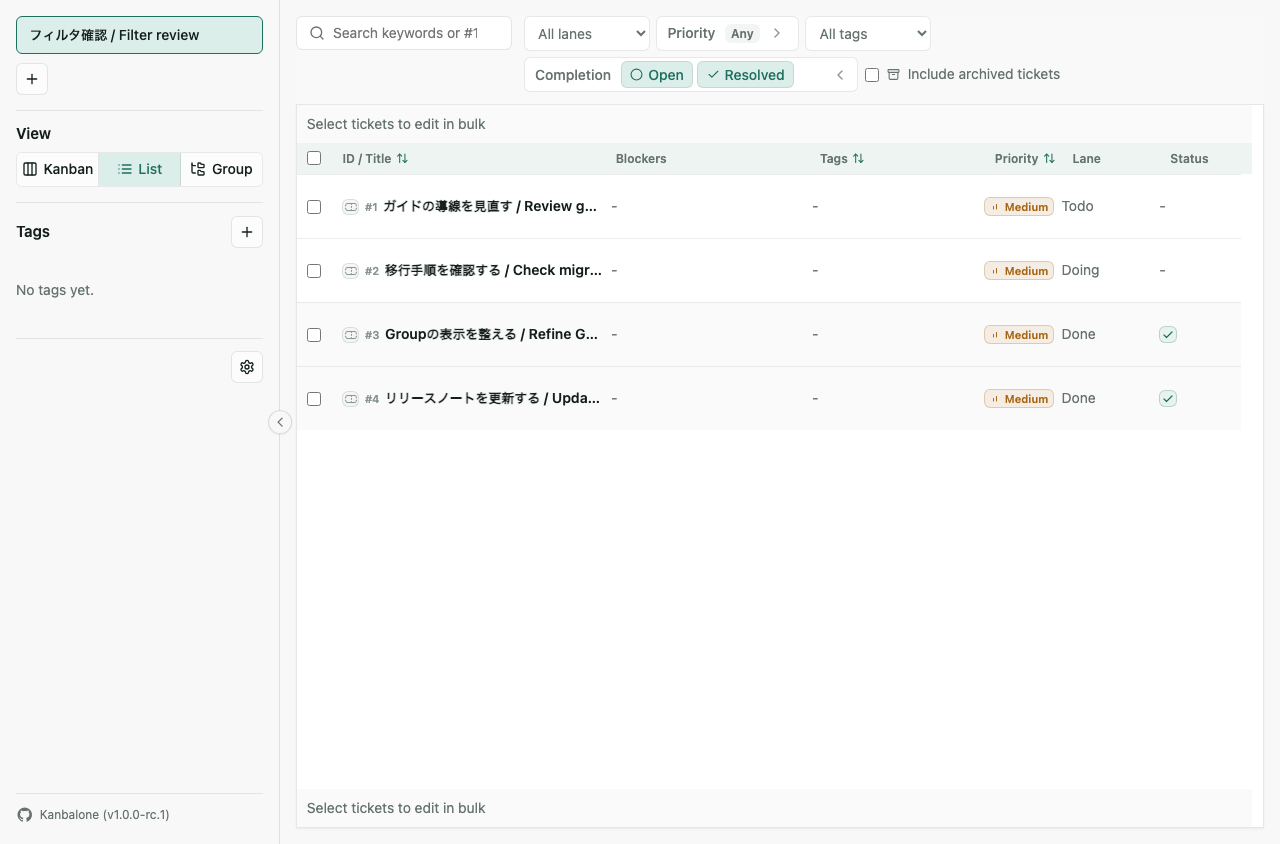 フィルタ確認 / Filter review
View
Kanban List Group
Tags
No tags yet.
Kanbalone (v1.0.0-rc.1)
Search keywords or #1 All lanes Priority Any All tags
Completion Open Resolved Include archived tickets
Select tickets to edit in bulk
ID / Title Blockers Tags Priority Lane Status
#1 ガイドの導線を見直す / Review g... - - Medium Todo -
#2 移行手順を確認する / Check migr... - - Medium Doing -
#3 Groupの表示を整える / Refine G... - - Medium Done
#4 リリースノートを更新する / Upda... - - Medium Done
Select tickets to edit in bulk